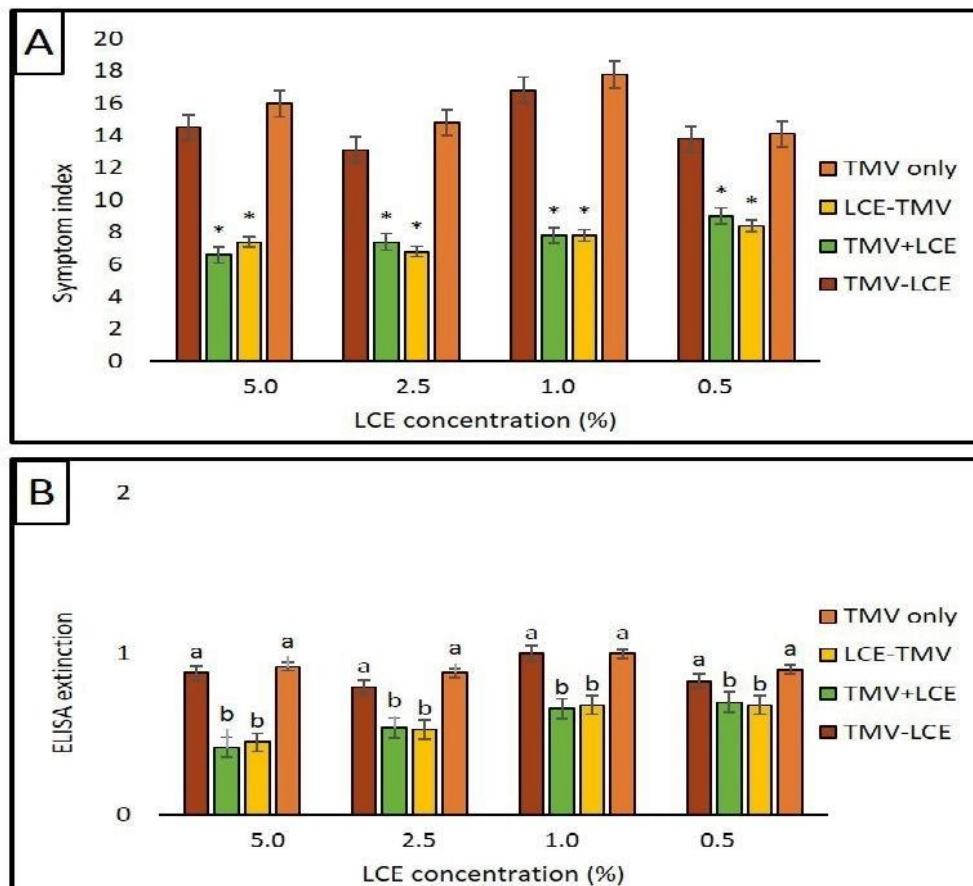 A
20
18
16
14
12
10
8
6
4
2
0
Symptom index
* * * * * * * *
5.0 2.5 1.0 0.5
LCE concentration (%)
TMV only
LCE-TMV
TMV+LCE
TMV-LCE
B
2
1
0
ELISA extinction
a b b a a b b a a b b a a b b a
5.0 2.5 1.0 0.5
LCE concentration (%)
TMV only
LCE-TMV
TMV+LCE
TMV-LCE